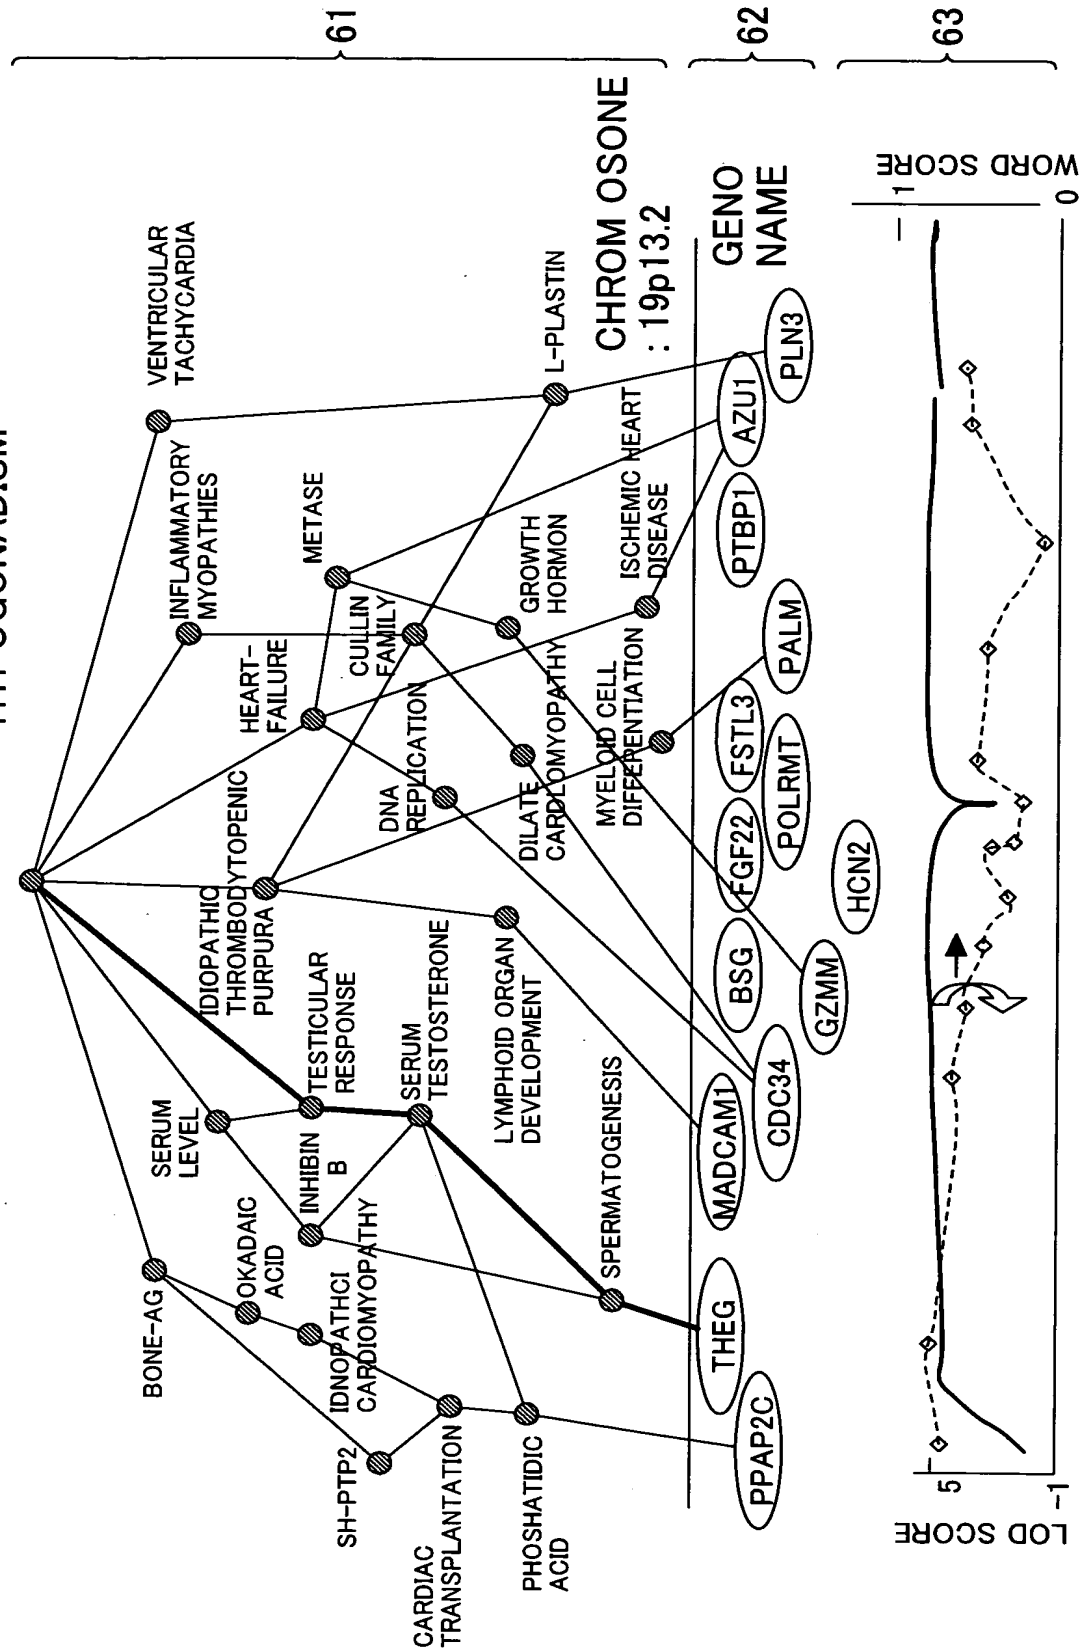 HYPOGONADISM
BONE-AG
SERUM
LEVEL
VENTRICULAR
TACHYCARDIA
INFLAMMATORY
MYOPATHIES
OKADAIC
ACID
IDIOPATHIC
THROMBODYTOPENIC
PURPURA
HEART-
FAILURE
METASE
TESTICULAR
RESPONSE
INHIBIN
B
IDNOPATHCI
CARDIOMYOPATHY
SH-PTP2
CULLIN
FAMILY
DNA
REPLICATION
SERUM
TESTOSTERONE
CARDIAC
TRANSPLANTATION
LYMPHOID ORGAN
DEVELOPMENT
GROWTH
HORMON
DILATE
CARDLOMYOPATHY
L-PLASTIN
PHOSHATIDIC
ACID
SPERMATOGENESIS
MYELOID CELL
DIFFERENTIATION
ISCHEMIC HEART
DISEASE
CHROM OSONE
: 19p13.2
61
THEG
MADCAM1
BSG
FGF22
FSTL3
PTBP1
AZU1
GENO
NAME
PPAP2C
CDC34
POLRMT
PALM
PLN3
GZMM
HCN2
62
LOD SCORE
5
-1
WORD SCORE
1
0
63